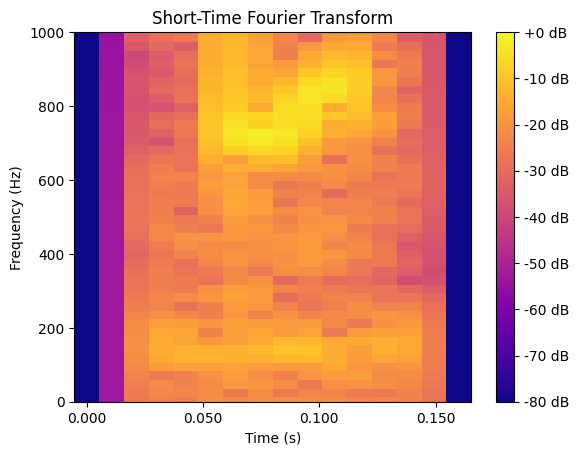 Short-Time Fourier Transform
1000
800
600
400
200
0
Frequency (Hz)
0.000
0.050
0.100
0.150
Time (s)
+0 dB
-10 dB
-20 dB
-30 dB
-40 dB
-50 dB
-60 dB
-70 dB
-80 dB